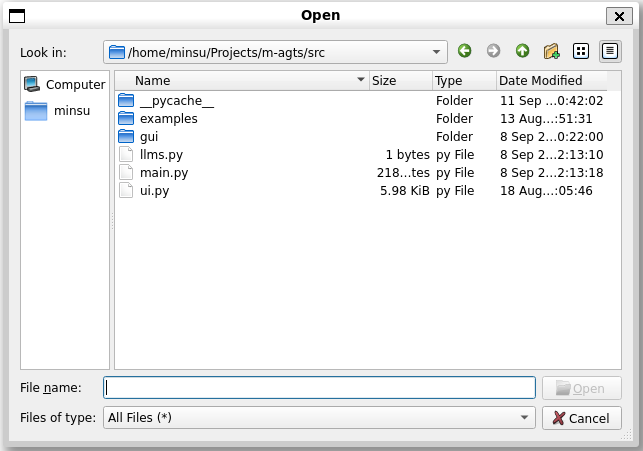 Open
Look in: /home/minsu/Projects/m-agts/src
Computer
minsu
Name Size Type Date Modified
__pycache__ Folder 11 Sep ...0:42:02
examples Folder 13 Aug...:51:31
gui Folder 8 Sep 2...0:22:00
llms.py 1 bytes py File 8 Sep 2...2:13:10
main.py 218...tes py File 8 Sep 2...2:13:18
ui.py 5.98 KiB py File 18 Aug...:05:46
File name: Open
Files of type: All Files (*) Cancel